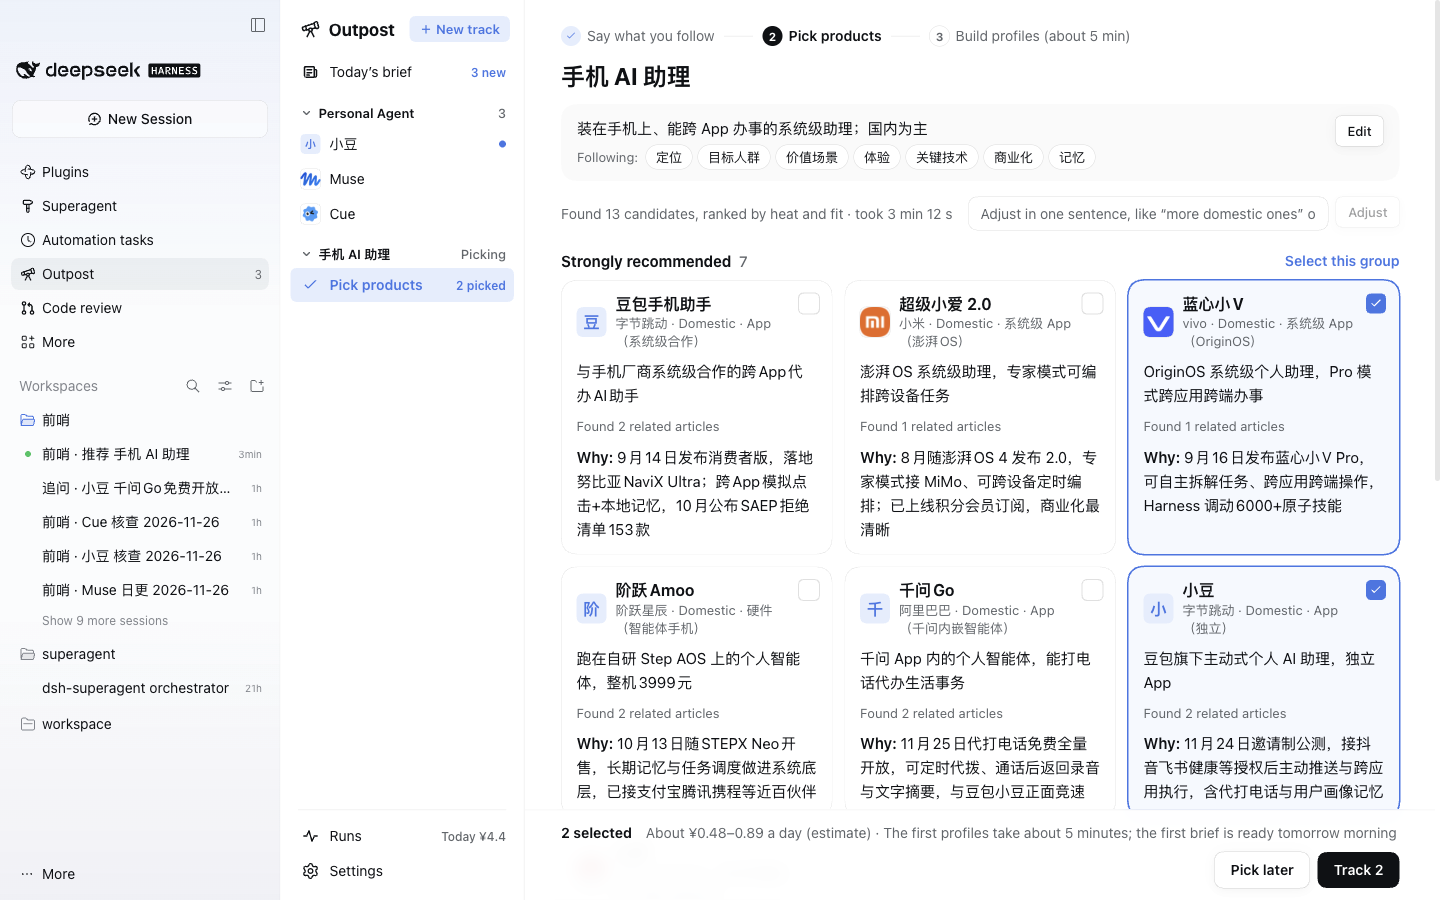 deepseek HARNESS
New Session
Plugins
Superagent
Automation tasks
Outpost 3
Code review
More
Workspaces
前哨
前哨 · 推荐 手机 AI 助理 3min
追问 · 小豆 千问Go免费开放... 1h
前哨 · Cue 核查 2026-11-26 1h
前哨 · 小豆 核查 2026-11-26 1h
前哨 · Muse 日更 2026-11-26 1h
Show 9 more sessions
superagent
dsh-superagent orchestrator 21h
workspace
More
Outpost
+ New track
Today's brief 3 new
Personal Agent 3
小 小豆
Muse
Cue
手机 AI 助理 Picking
Pick products 2 picked
Runs Today ¥4.4
Settings
Say what you follow
2 Pick products
3 Build profiles (about 5 min)
手机 AI 助理
装在手机上、能跨 App 办事的系统级助理；国内为主
Edit
Following: 定位 目标人群 价值场景 体验 关键技术 商业化 记忆
Found 13 candidates, ranked by heat and fit · took 3 min 12 s
Adjust in one sentence, like “more domestic ones” o
Adjust
Strongly recommended 7
Select this group
豆
豆包手机助手
字节跳动 · Domestic · App
（系统级合作）
与手机厂商系统级合作的跨App代
办AI助手
Found 2 related articles
Why: 9月14日发布消费者版，落地
努比亚NaviX Ultra；跨App模拟点
击+本地记忆，10月公布SAEP拒绝
清单153款
超级小爱 2.0
小米 · Domestic · 系统级 App
（澎湃OS）
澎湃OS 系统级助理，专家模式可编
排跨设备任务
Found 1 related articles
Why: 8月随澎湃OS 4 发布 2.0，专
家模式接 MiMo、可跨设备定时编
排；已上线积分会员订阅，商业化最
清晰
蓝心小V
vivo · Domestic · 系统级 App
（OriginOS）
OriginOS 系统级个人助理，Pro 模
式跨应用跨端办事
Found 1 related articles
Why: 9月16日发布蓝心小V Pro，
可自主拆解任务、跨应用跨端操作，
Harness 调动6000+原子技能
阶
阶跃Amoo
阶跃星辰 · Domestic · 硬件
（智能体手机）
跑在自研 Step AOS 上的个人智能
体，整机3999元
Found 2 related articles
Why: 10月13日随STEPX Neo开
售，长期记忆与任务调度做进系统底
层，已接支付宝腾讯携程等近百伙伴
千
千问Go
阿里巴巴 · Domestic · App
（千问内嵌智能体）
千问 App 内的个人智能体，能打电
话代办生活事务
Found 2 related articles
Why: 11月25日代打电话免费全量
开放，可定时代拨、通话后返回录音
与文字摘要，与豆包小豆正面竞速
小
小豆
字节跳动 · Domestic · App
（独立）
豆包旗下主动式个人 AI 助理，独立
App
Found 2 related articles
Why: 11月24日邀请制公测，接抖
音飞书健康等授权后主动推送与跨应
用执行，含代打电话与用户画像记忆
2 selected About ¥0.48–0.89 a day (estimate) · The first profiles take about 5 minutes; the first brief is ready tomorrow morning
Pick later
Track 2